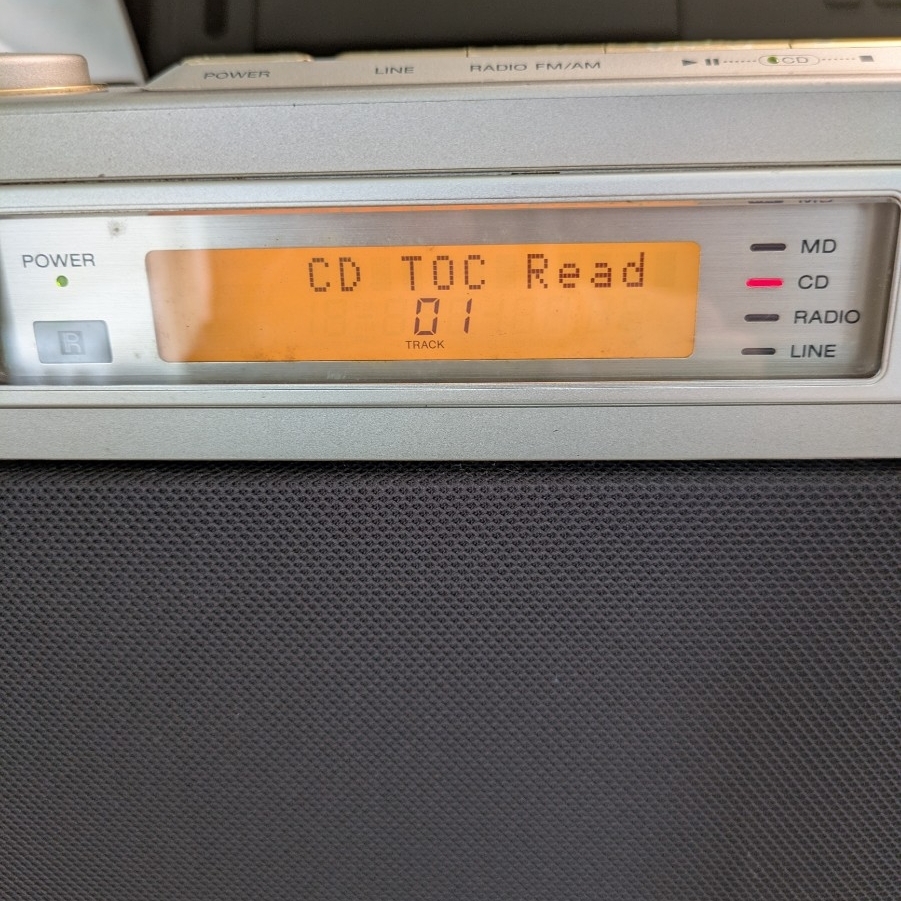 POWER LINE RADIO FM/AM CD
POWER
CD TOC Read
01
TRACK
R
MD
CD
RADIO
LINE